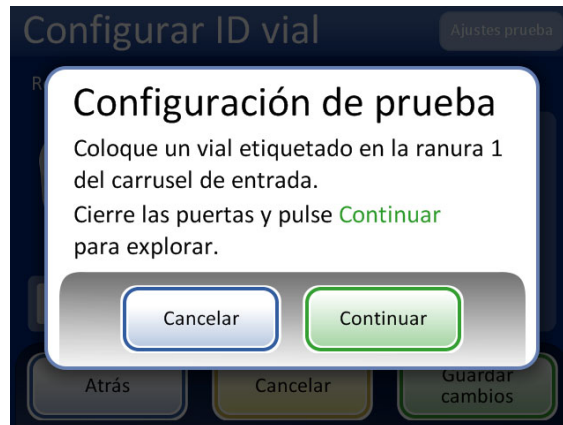 Configurar ID vial
Ajustes prueba
R
Configuración de prueba
Coloque un vial etiquetado en la ranura 1
del carrusel de entrada.
Cierre las puertas y pulse Continuar
para explorar.
Cancelar
Continuar
Atrás
Cancelar
Guardar
cambios